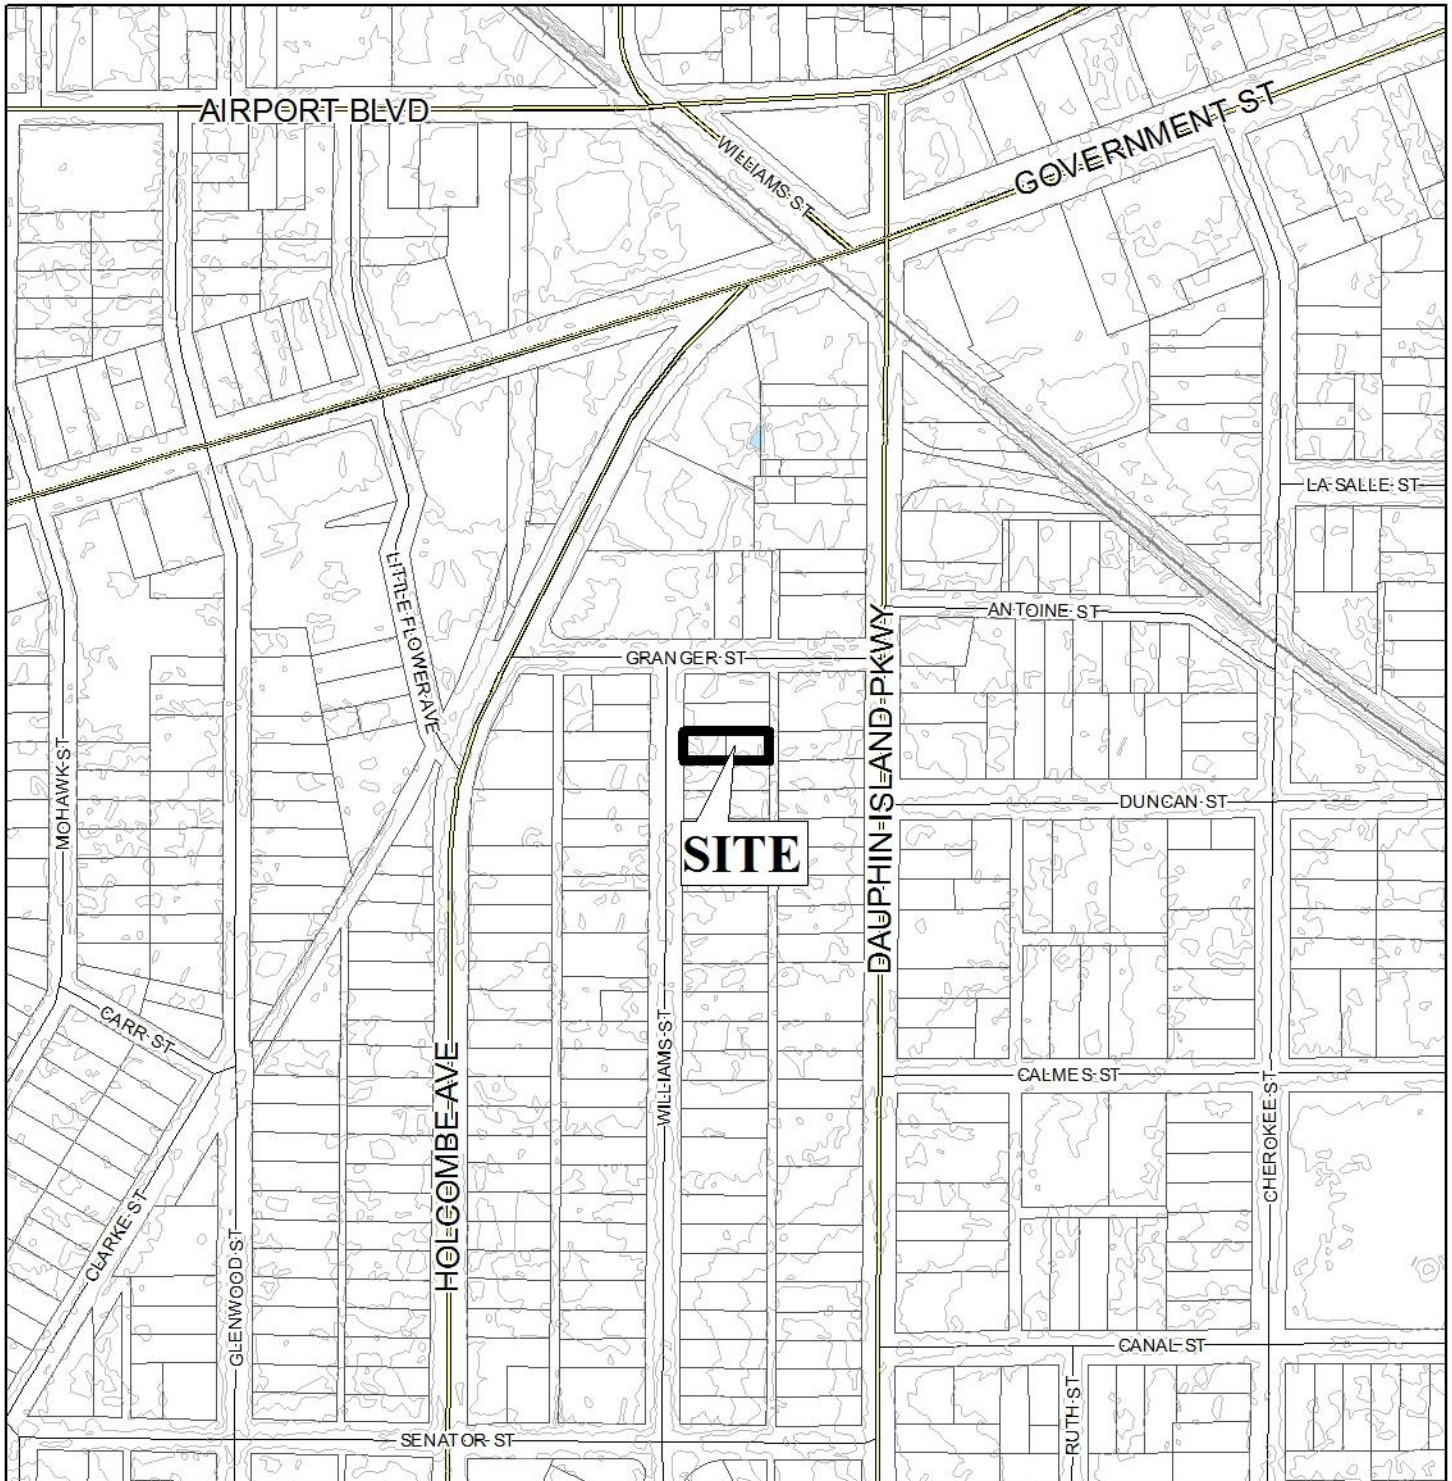 AIRPORT BLVD
WILLIAMS ST
GOVERNMENT ST
LA SALLE ST
LITTLE FLOWER AVE
ANTOINE ST
GRANGER ST
DAUPHIN ISLAND PKWY
MOHAWK ST
DUNCAN ST
SITE
CARR ST
WILLIAMS ST
HOLCOMBE AVE
CALMES ST
CHEROKEE ST
CLARKE ST
GLENWOOD ST
CANAL ST
RUTH ST
SENATOR ST